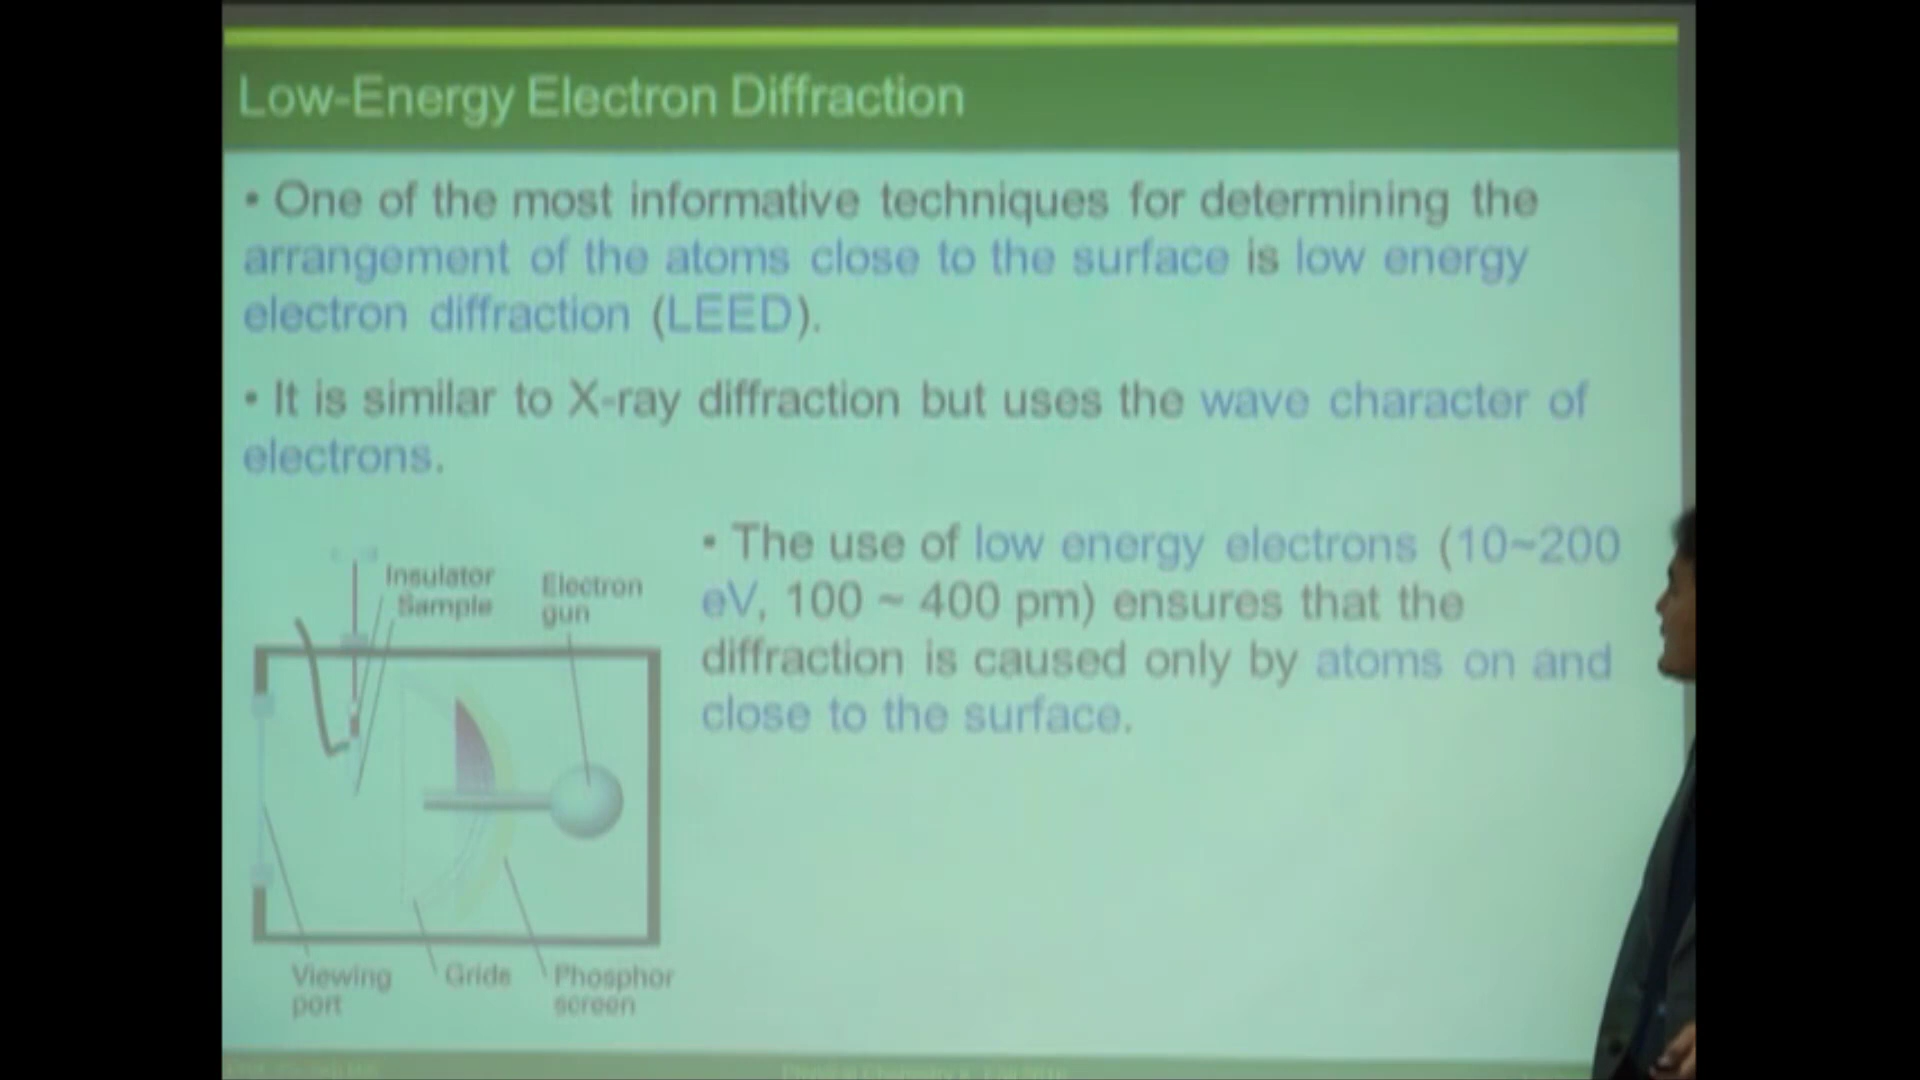 Low-Energy Electron Diffraction
• One of the most informative techniques for determining the
arrangement of the atoms close to the surface is low energy
electron diffraction (LEED).
• It is similar to X-ray diffraction but uses the wave character of
electrons.
• The use of low energy electrons (10~200
eV, 100 ~ 400 pm) ensures that the
diffraction is caused only by atoms on and
close to the surface.
Insulator
Sample
Electron
gun
Viewing
port
Grids
Phosphor
screen